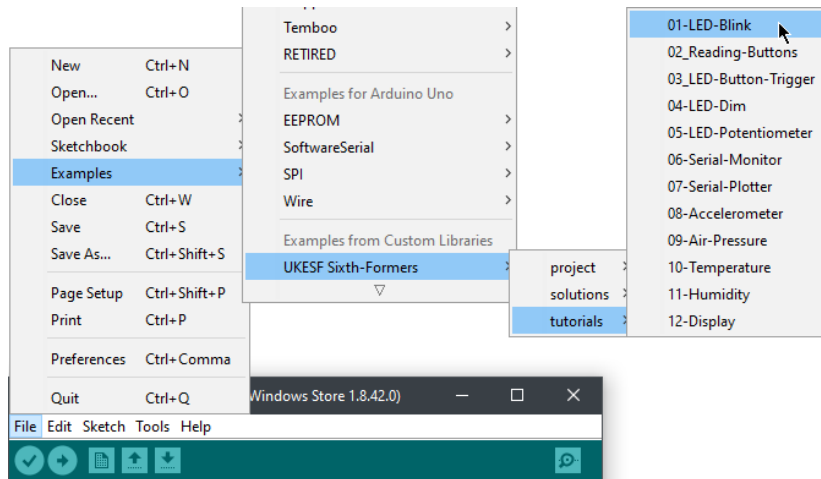 New Ctrl+N
Open... Ctrl+O
Open Recent
Sketchbook
Examples
Close Ctrl+W
Save Ctrl+S
Save As... Ctrl+Shift+S
Page Setup Ctrl+Shift+P
Print Ctrl+P
Preferences Ctrl+Comma
Quit Ctrl+Q
Temboo
RETIRED
Examples for Arduino Uno
EEPROM
SoftwareSerial
SPI
Wire
Examples from Custom Libraries
UKESF Sixth-Formers
project
solutions
tutorials
01-LED-Blink
02_Reading-Buttons
03_LED-Button-Trigger
04-LED-Dim
05-LED-Potentiometer
06-Serial-Monitor
07-Serial-Plotter
08-Accelerometer
09-Air-Pressure
10-Temperature
11-Humidity
12-Display
Windows Store 1.8.42.0)
File Edit Sketch Tools Help